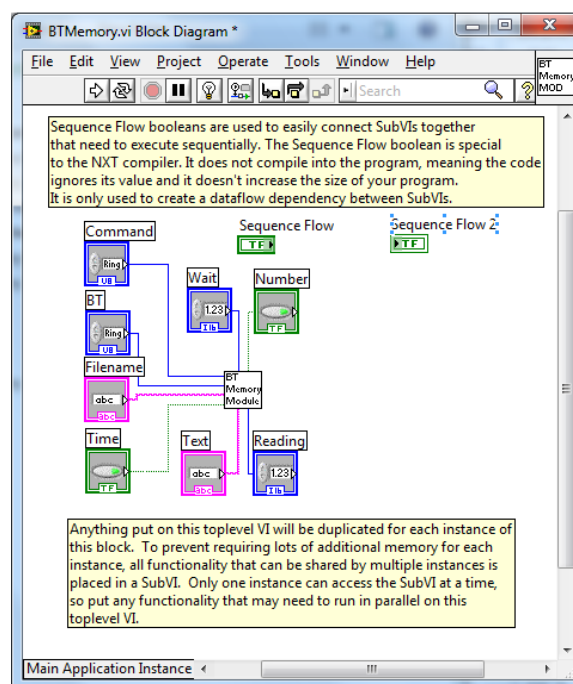 BTMemory.vi Block Diagram *
File Edit View Project Operate Tools Window Help
BT
Memory
MOD
Search
?
Sequence Flow booleans are used to easily connect SubVIs together
that need to execute sequentially. The Sequence Flow boolean is special
to the NXT compiler. It does not compile into the program, meaning the code
ignores its value and it doesn't increase the size of your program.
It is only used to create a dataflow dependency between SubVIs.
Sequence Flow
TF
Sequence Flow 2
TF
Command
Ring
U8
Wait
1.23
I16
Number
TF
BT
Ring
U8
Filename
abc
abc
BT
Memory
Module
Time
TF
Text
abc
abc
Reading
1.23
I16
Anything put on this toplevel VI will be duplicated for each instance of
this block. To prevent requiring lots of additional memory for each
instance, all functionality that can be shared by multiple instances is
placed in a SubVI. Only one instance can access the SubVI at a time,
so put any functionality that may need to run in parallel on this
toplevel VI.
Main Application Instance